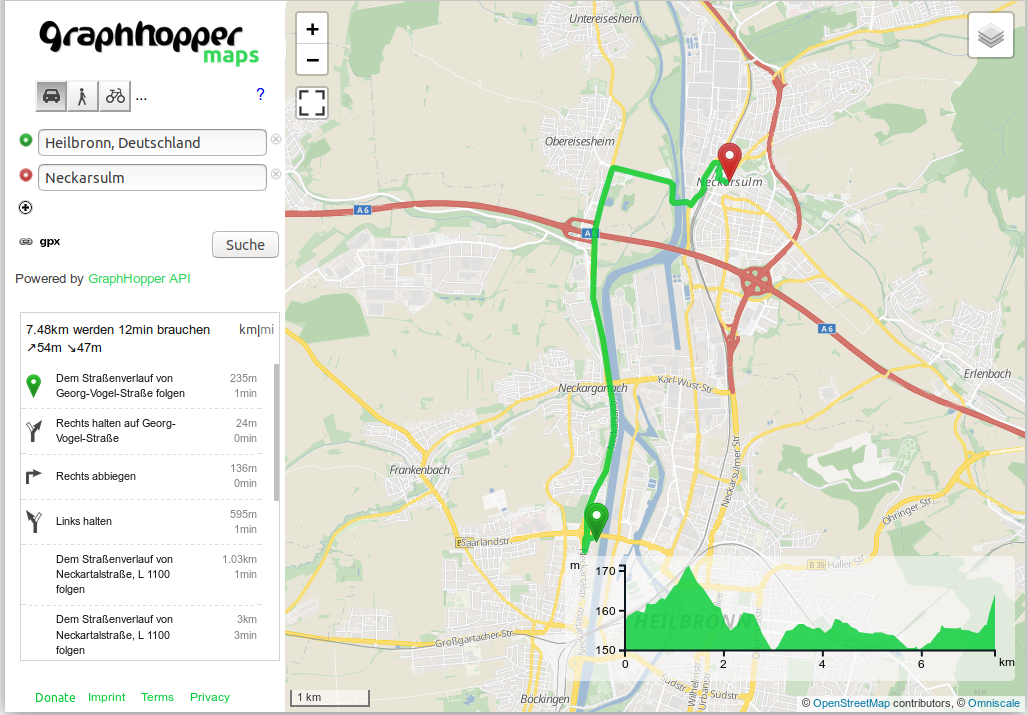 graphhopper
maps
...
?
Heilbronn, Deutschland
Neckarsulm
gpx
Suche
Powered by GraphHopper API
7.48km werden 12min brauchen km|mi
↗54m ↘47m
Dem Straßenverlauf von 235m
Georg-Vogel-Straße folgen 1min
Rechts halten auf Georg- 24m
Vogel-Straße 0min
Rechts abbiegen 136m
0min
Links halten 595m
1min
Dem Straßenverlauf von 1.03km
Neckartalstraße, L 1100 1min
folgen
Dem Straßenverlauf von 3km
Neckartalstraße, L 1100 3min
folgen
Donate Imprint Terms Privacy
+
−
Untereisesheim
Obereisesheim
Neckarsulm
A 6
A 6
A 6
Erlenbach
Neckargartach
Karl-Wüst-Str.
Frankenbach
Neckarsulmer Str.
Öhringer Str.
Saarlandstr.
B 39 Haller Str.
HEILBRONN
Großgartacher Str.
Böckingen
Südstr.
Südstr.
Urbanstr.
m
170
160
150
0 2 4 6 km
1 km
© OpenStreetMap contributors, © Omniscale